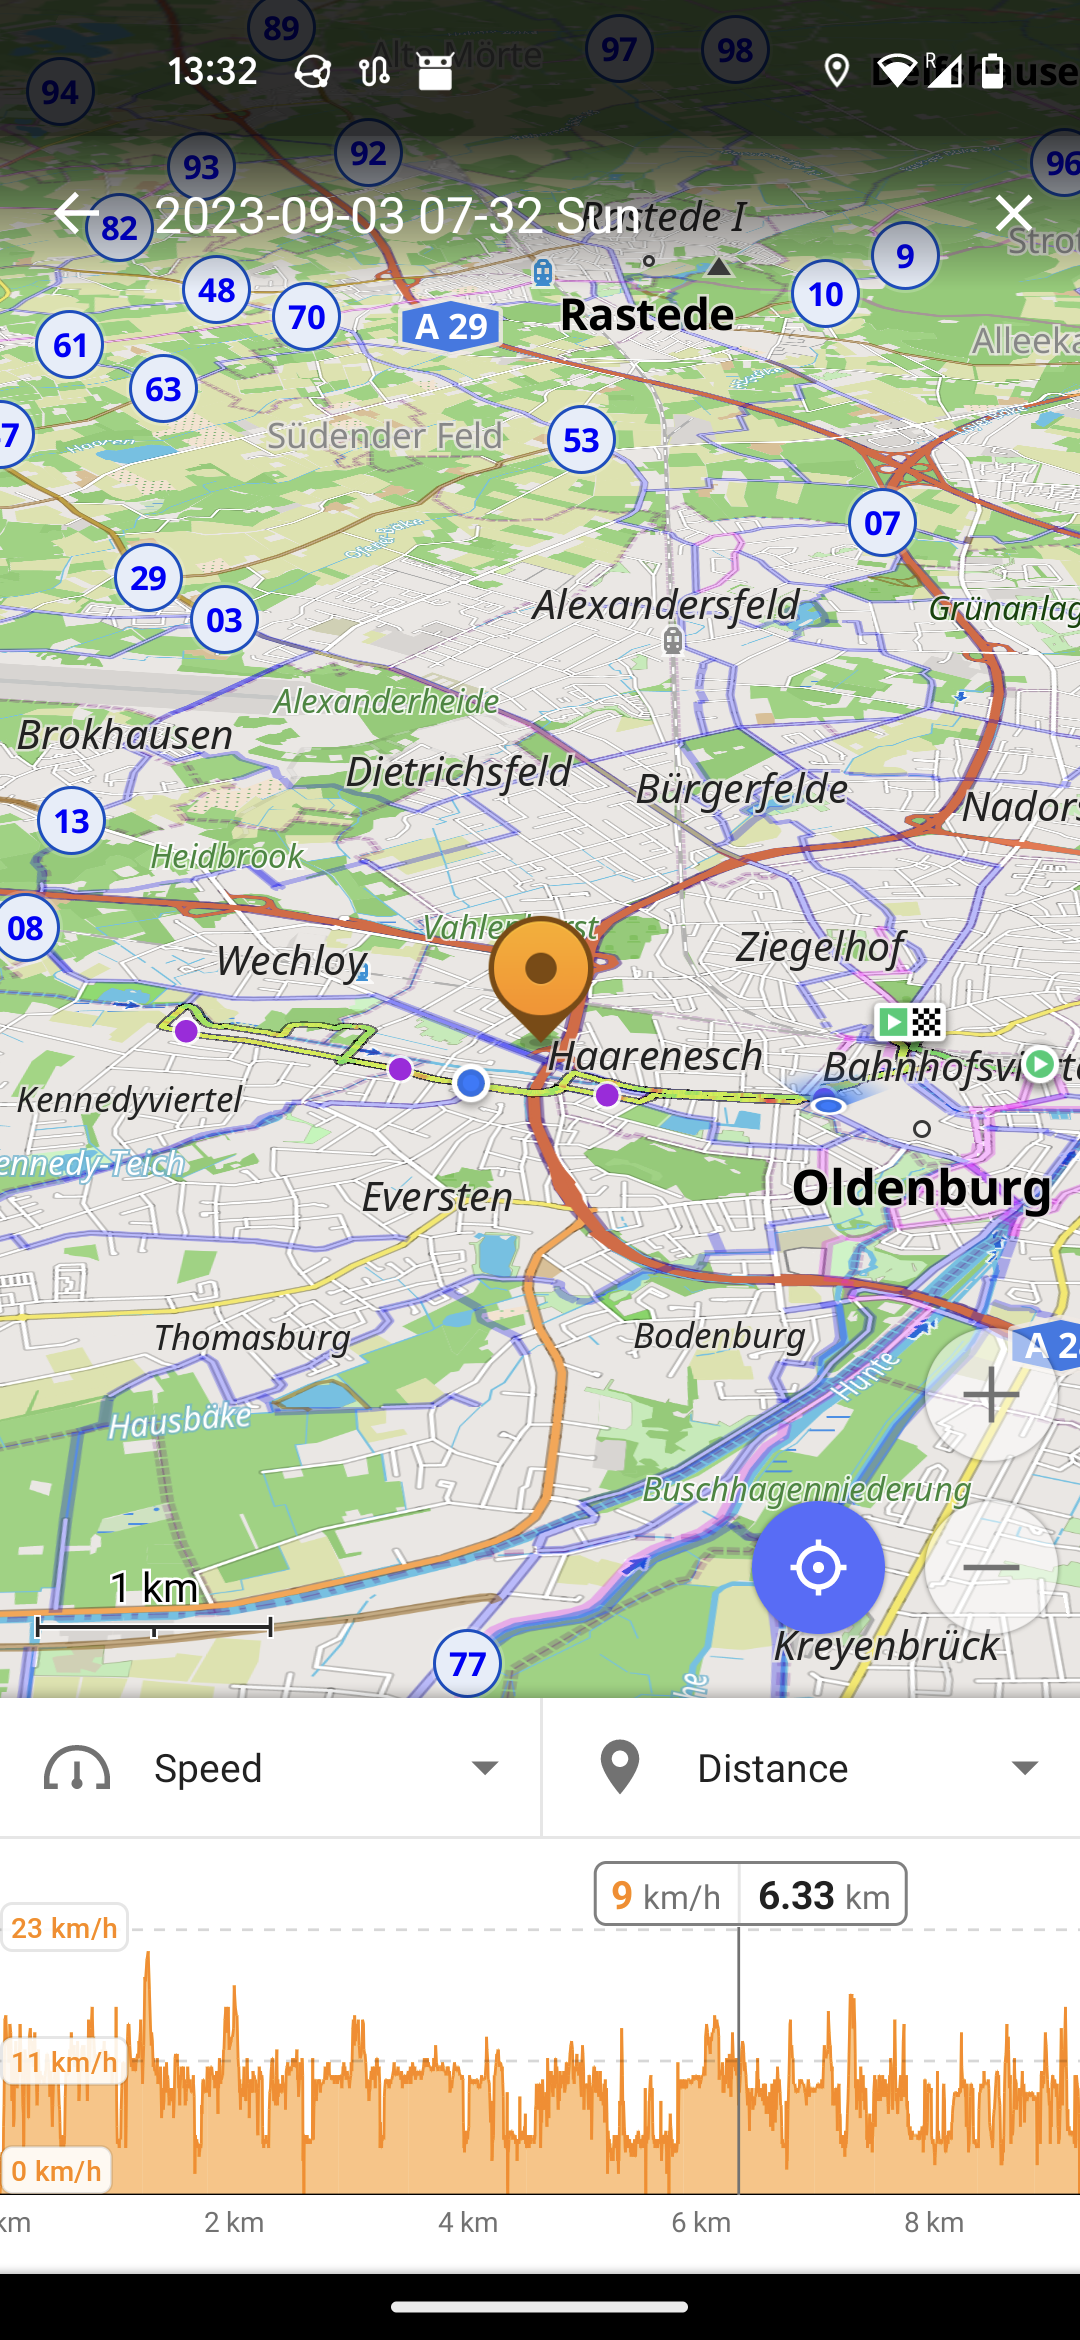 89
Alte Mörte
97
98
13:32
R
94
93
92
96
82
2023-09-03 07-32 Sun
Rastede I
9
48
10
70
Rastede
A 29
61
Alleeka
63
Südender Feld
53
7
07
29
03
Alexandersfeld
Grünanlag
Alexanderheide
Brokhausen
Dietrichsfeld
Bürgerfelde
Nadors
13
Heidbrook
08
Wechloy
Ziegelhof
Haarenesch
Kennedyviertel
ennedy-Teich
Oldenburg
Eversten
Thomasburg
Bodenburg
A 2
Hunte
Hausbäke
Buschhagenniederung
1 km
Kreyenbrück
77
he
Speed
Distance
9 km/h
6.33 km
23 km/h
11 km/h
0 km/h
km
2 km
4 km
6 km
8 km